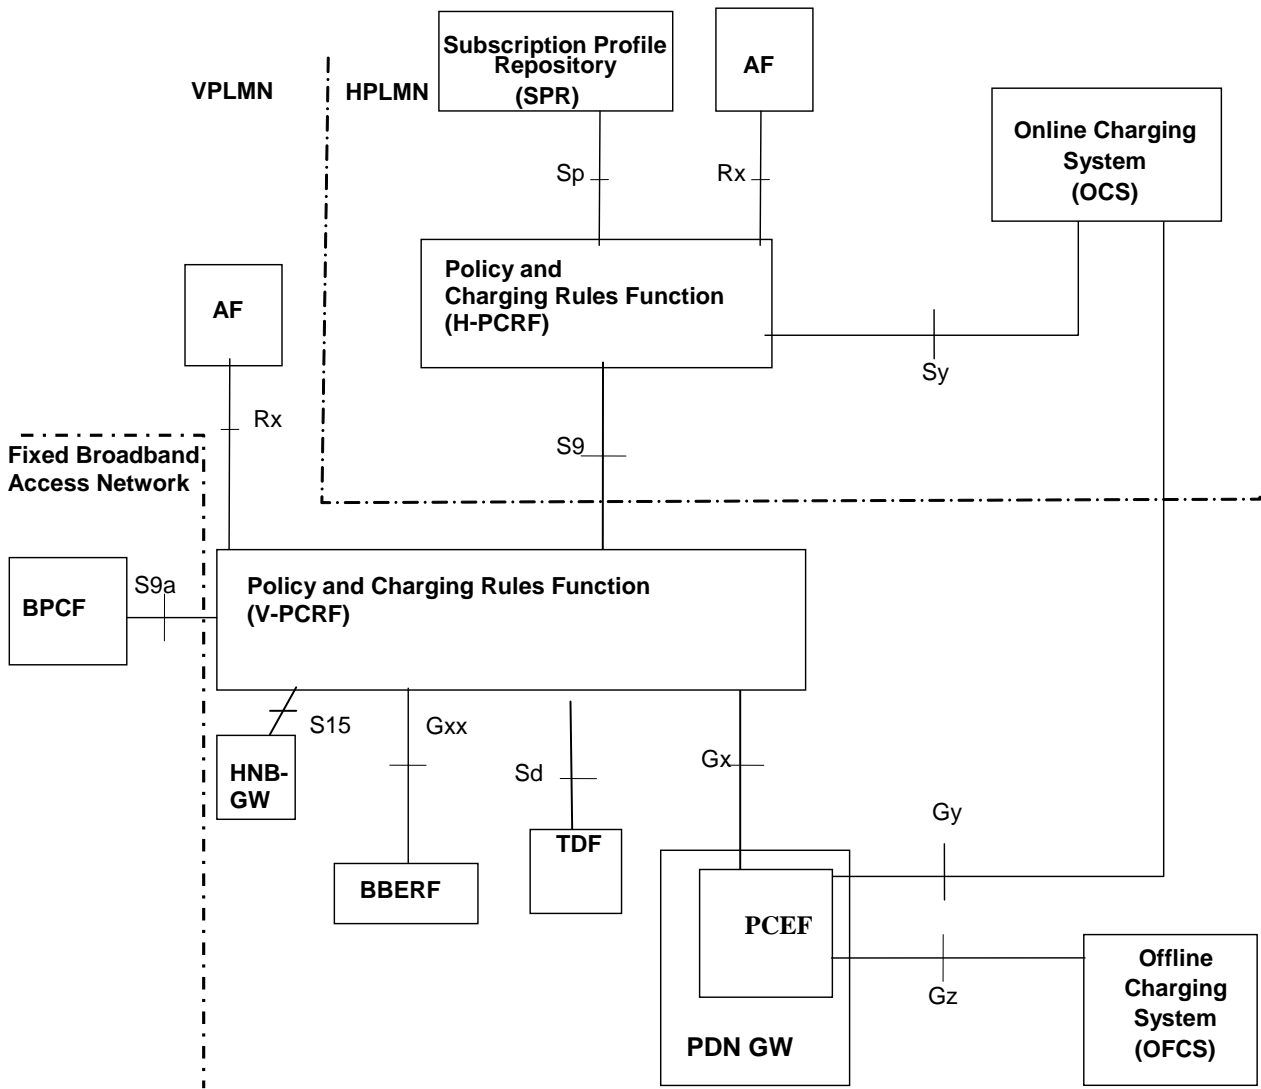 Subscription Profile
Repository
(SPR)
AF
VPLMN
HPLMN
Online Charging
System
(OCS)
Sp
Rx
Policy and
Charging Rules Function
(H-PCRF)
AF
Sy
Rx
S9
Fixed Broadband
Access Network
S9a
BPCF
Policy and Charging Rules Function
(V-PCRF)
S15
Gxx
HNB-
GW
Sd
Gx
TDF
Gy
BBERF
PCEF
Gz
Offline
Charging
System
(OFCS)
PDN GW